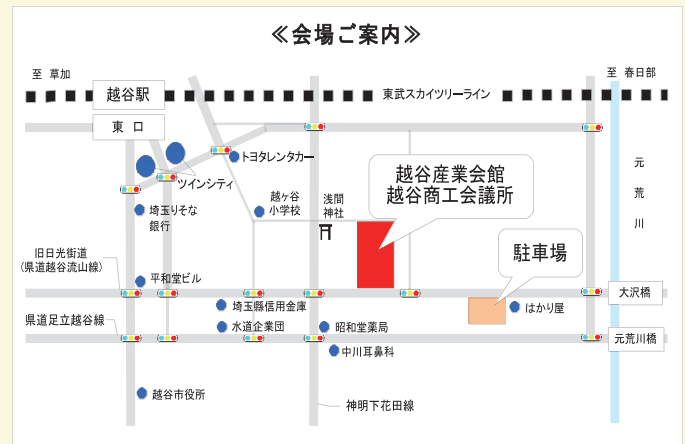 ≪会場ご案内≫
至 草加
至 春日部
越谷駅
東武スカイツリーライン
東 口
トヨタレンタカー
ツインシティ
越谷産業会館
越谷商工会議所
元荒川
越ヶ谷
小学校
浅間
神社
埼玉りそな
銀行
駐車場
旧日光街道
(県道越谷流山線)
平和堂ビル
大沢橋
埼玉縣信用金庫
はかり屋
県道足立越谷線
水道企業団
昭和堂薬局
元荒川橋
中川耳鼻科
越谷市役所
神明下花田線